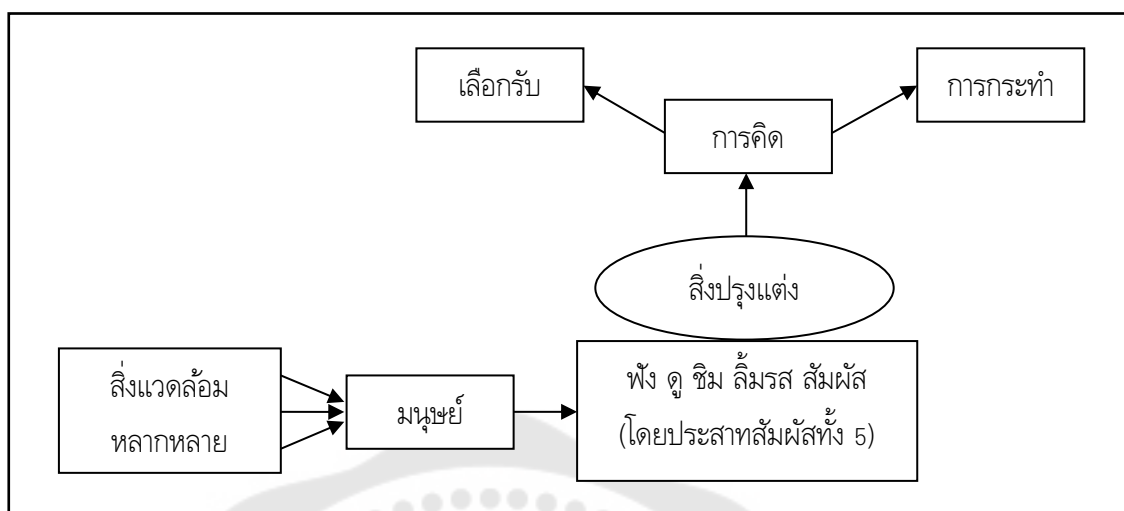 เลือกรับ
การกระทำ
การคิด
สิ่งปรุงแต่ง
สิ่งแวดล้อม
หลากหลาย
มนุษย์
ฟัง ดู ชิม ลิ้มรส สัมผัส
(โดยประสาทสัมผัสทั้ง 5)